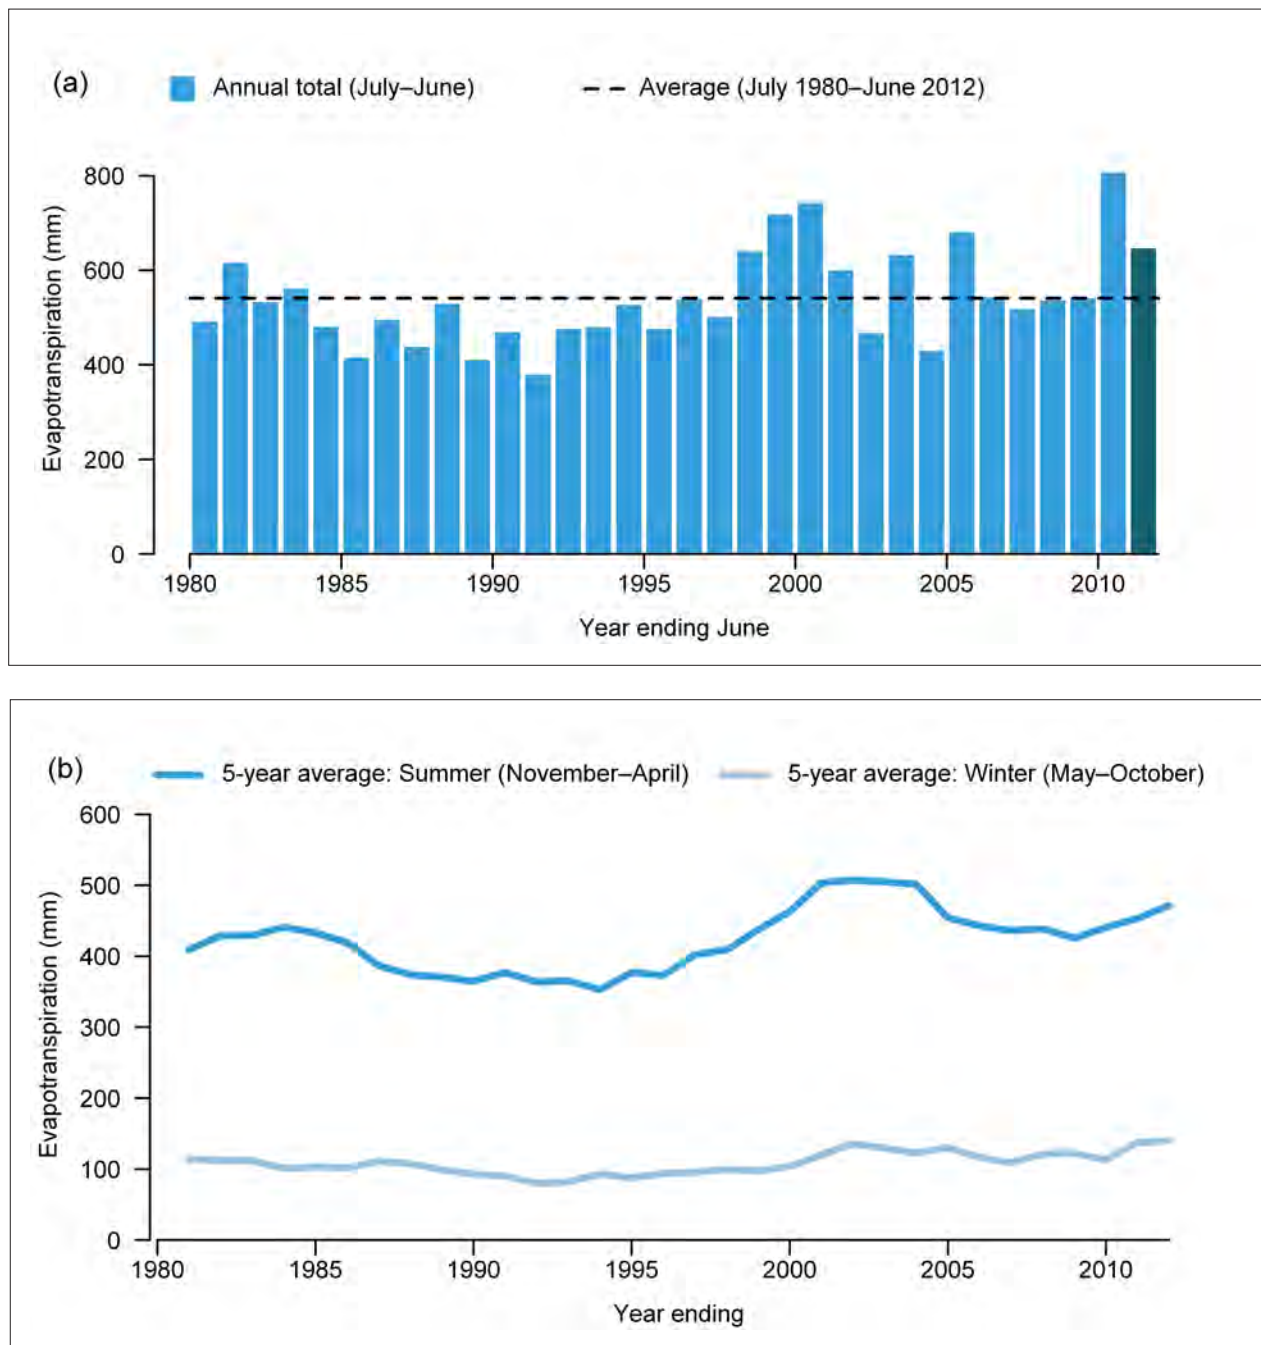 (a) Annual total (July–June) Average (July 1980–June 2012)
Evapotranspiration (mm)
800
600
400
200
0
1980 1985 1990 1995 2000 2005 2010
Year ending June
(b) 5-year average: Summer (November–April) 5-year average: Winter (May–October)
Evapotranspiration (mm)
600
500
400
300
200
100
0
1980 1985 1990 1995 2000 2005 2010
Year ending